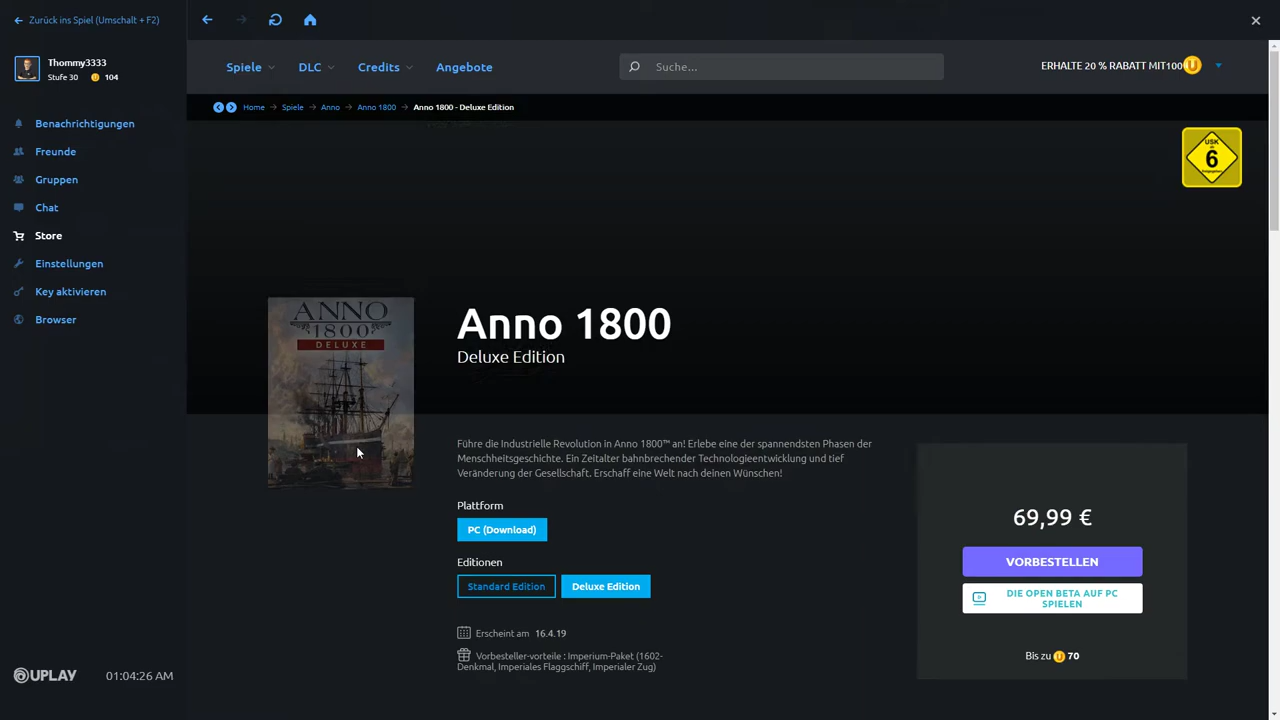 Zurück ins Spiel (Umschalt + F2)
Thommy3333
Stufe 30 104
Spiele
DLC
Credits
Angebote
Suche...
ERHALTE 20 % RABATT MIT100
Home
Spiele
Anno
Anno 1800
Anno 1800 - Deluxe Edition
Benachrichtigungen
Freunde
Gruppen
Chat
Store
Einstellungen
Key aktivieren
Browser
USK
ab
6
freigegeben
ANNO
1800
DELUXE
Anno 1800
Deluxe Edition
Führe die Industrielle Revolution in Anno 1800™ an! Erlebe eine der spannendsten Phasen der
Menschheitsgeschichte. Ein Zeitalter bahnbrechender Technologieentwicklung und tief
Veränderung der Gesellschaft. Erschaff eine Welt nach deinen Wünschen!
Plattform
PC (Download)
Editionen
Standard Edition
Deluxe Edition
Erscheint am 16.4.19
Vorbesteller-vorteile : Imperium-Paket (1602-
Denkmal, Imperiales Flaggschiff, Imperialer Zug)
69,99 €
VORBESTELLEN
DIE OPEN BETA AUF PC
SPIELEN
Bis zu 70
UPLAY
01:04:26 AM